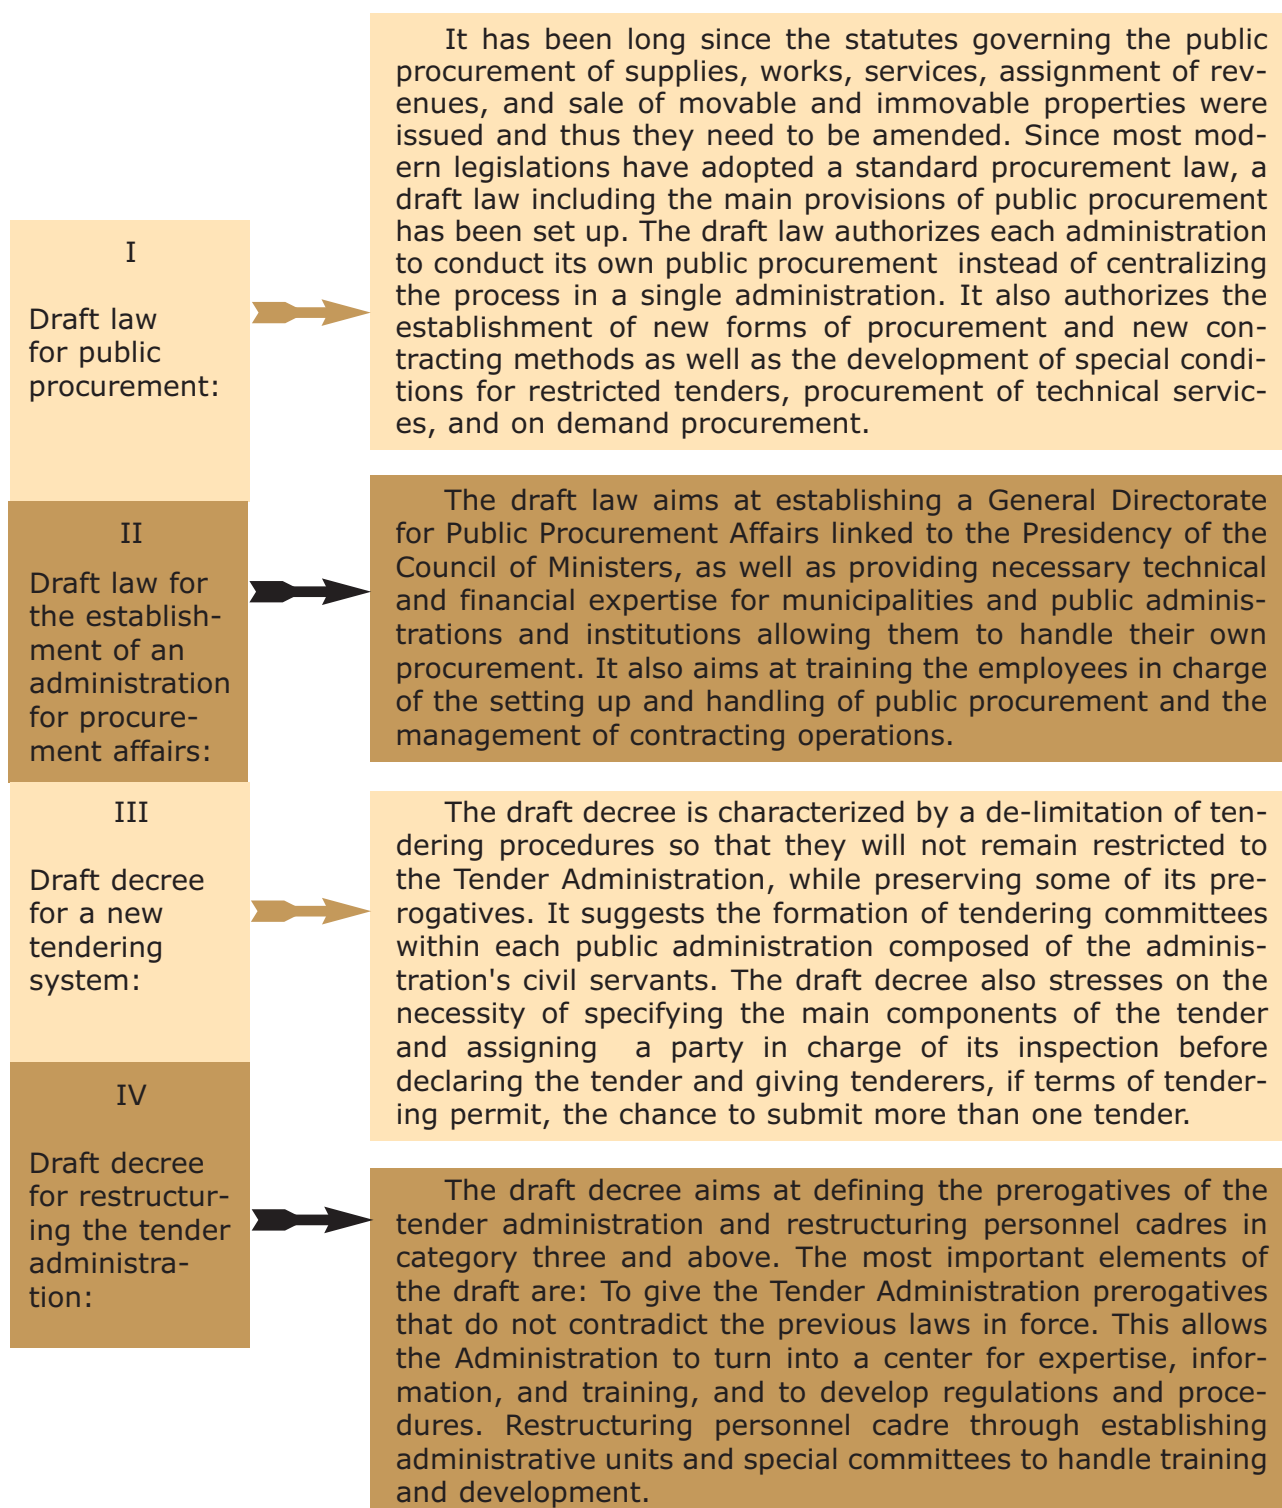 I
Draft law
for public
procurement:
It has been long since the statutes governing the public
procurement of supplies, works, services, assignment of rev-
enues, and sale of movable and immovable properties were
issued and thus they need to be amended. Since most mod-
ern legislations have adopted a standard procurement law, a
draft law including the main provisions of public procurement
has been set up. The draft law authorizes each administration
to conduct its own public procurement instead of centralizing
the process in a single administration. It also authorizes the
establishment of new forms of procurement and new con-
tracting methods as well as the development of special condi-
tions for restricted tenders, procurement of technical servic-
es, and on demand procurement.
II
Draft law for
the establish-
ment of an
administration
for procure-
ment affairs:
The draft law aims at establishing a General Directorate
for Public Procurement Affairs linked to the Presidency of the
Council of Ministers, as well as providing necessary technical
and financial expertise for municipalities and public adminis-
trations and institutions allowing them to handle their own
procurement. It also aims at training the employees in charge
of the setting up and handling of public procurement and the
management of contracting operations.
III
Draft decree
for a new
tendering
system:
The draft decree is characterized by a de-limitation of ten-
dering procedures so that they will not remain restricted to
the Tender Administration, while preserving some of its pre-
rogatives. It suggests the formation of tendering committees
within each public administration composed of the adminis-
tration's civil servants. The draft decree also stresses on the
necessity of specifying the main components of the tender
and assigning a party in charge of its inspection before
declaring the tender and giving tenderers, if terms of tender-
ing permit, the chance to submit more than one tender.
IV
Draft decree
for restructur-
ing the tender
administra-
tion:
The draft decree aims at defining the prerogatives of the
tender administration and restructuring personnel cadres in
category three and above. The most important elements of
the draft are: To give the Tender Administration prerogatives
that do not contradict the previous laws in force. This allows
the Administration to turn into a center for expertise, infor-
mation, and training, and to develop regulations and proce-
dures. Restructuring personnel cadre through establishing
administrative units and special committees to handle training
and development.